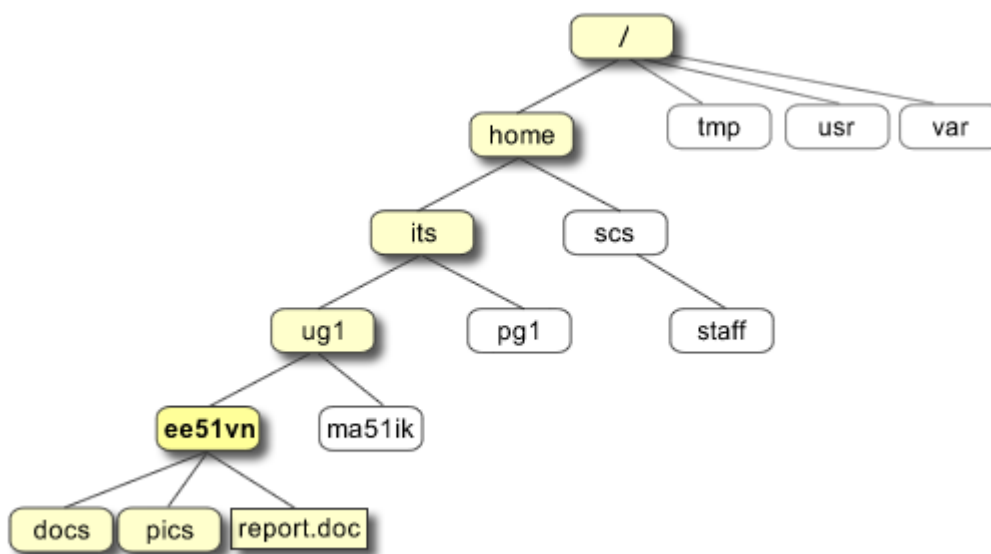 /
home
tmp
usr
var
its
scs
ug1
pg1
staff
ee51vn
ma51ik
docs
pics
report.doc